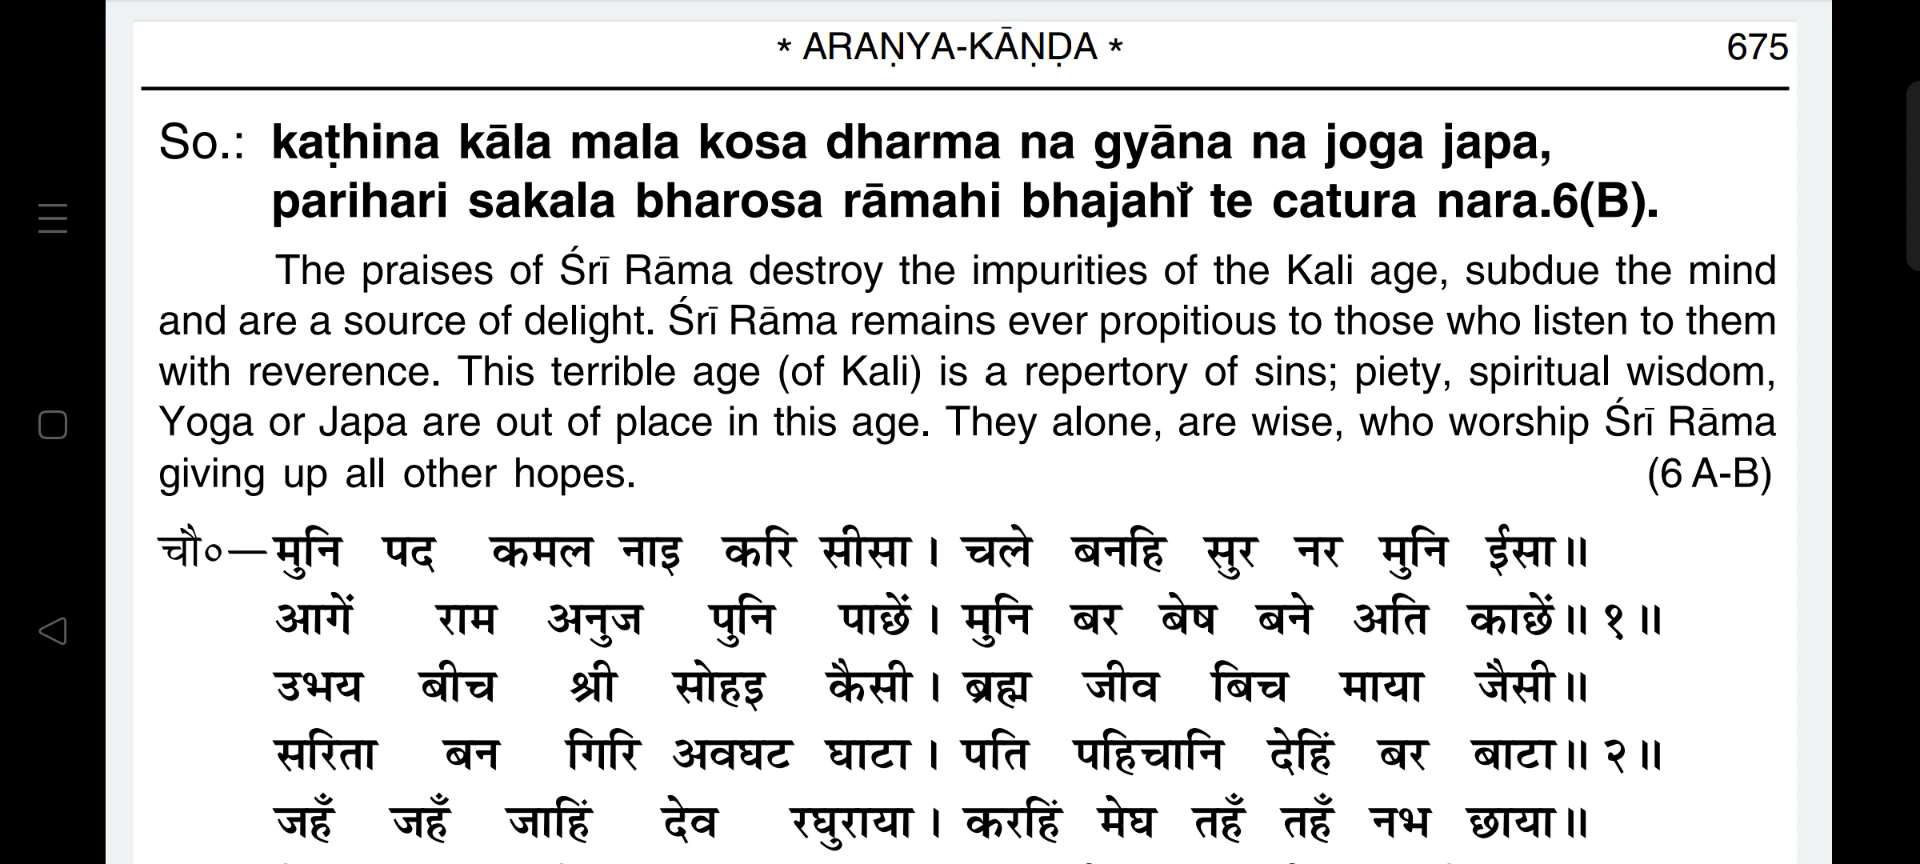 * ARAṆYA-KĀṆḌA * 675
So.: kaṭhina kāla mala kosa dharma na gyāna na joga japa,
parihari sakala bharosa rāmahi bhajahı̐ te catura nara.6(B).
The praises of Śrī Rāma destroy the impurities of the Kali age, subdue the mind
and are a source of delight. Śrī Rāma remains ever propitious to those who listen to them
with reverence. This terrible age (of Kali) is a repertory of sins; piety, spiritual wisdom,
Yoga or Japa are out of place in this age. They alone, are wise, who worship Śrī Rāma
giving up all other hopes. (6 A-B)
चौ०—मुनि पद कमल नाइ करि सीसा। चले बनहि सुर नर मुनि ईसा॥
आगें राम अनुज पुनि पाछें। मुनि बर बेष बने अति काछें॥ १॥
उभय बीच श्री सोहइ कैसी। ब्रह्म जीव बिच माया जैसी॥
सरिता बन गिरि अवघट घाटा। पति पहिचानि देहिं बर बाटा॥ २॥
जहँ जहँ जाहिं देव रघुराया। करहिं मेघ तहँ तहँ नभ छाया॥